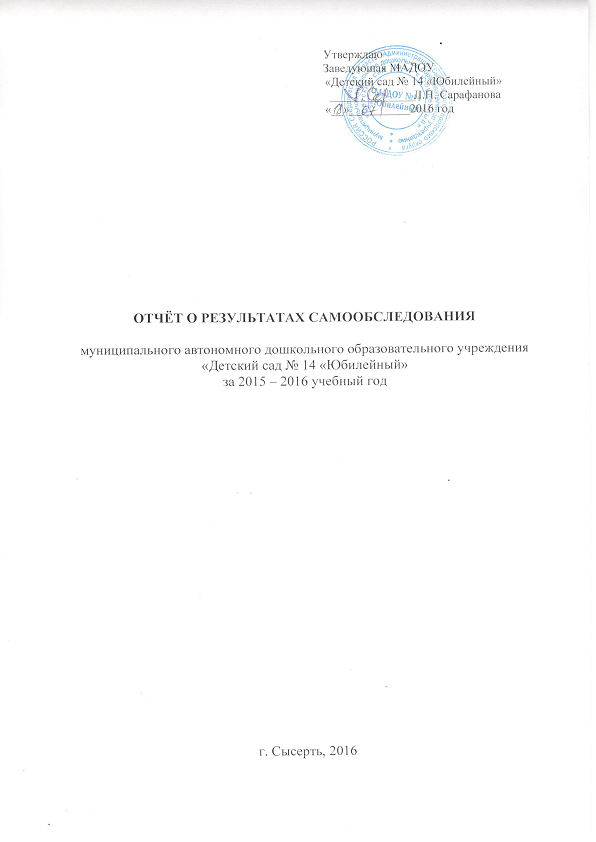 Утверждаю
Заведующая МАДОУ
«Детский сад № 14 «Юбилейный»
Л.П. Сарафанова
2016 год
ОТЧЁТ О РЕЗУЛЬТАТАХ САМООБСЛЕДОВАНИЯ
муниципального автономного дошкольного образовательного учреждения
«Детский сад № 14 «Юбилейный»
за 2015 – 2016 учебный год
г. Сысерть, 2016